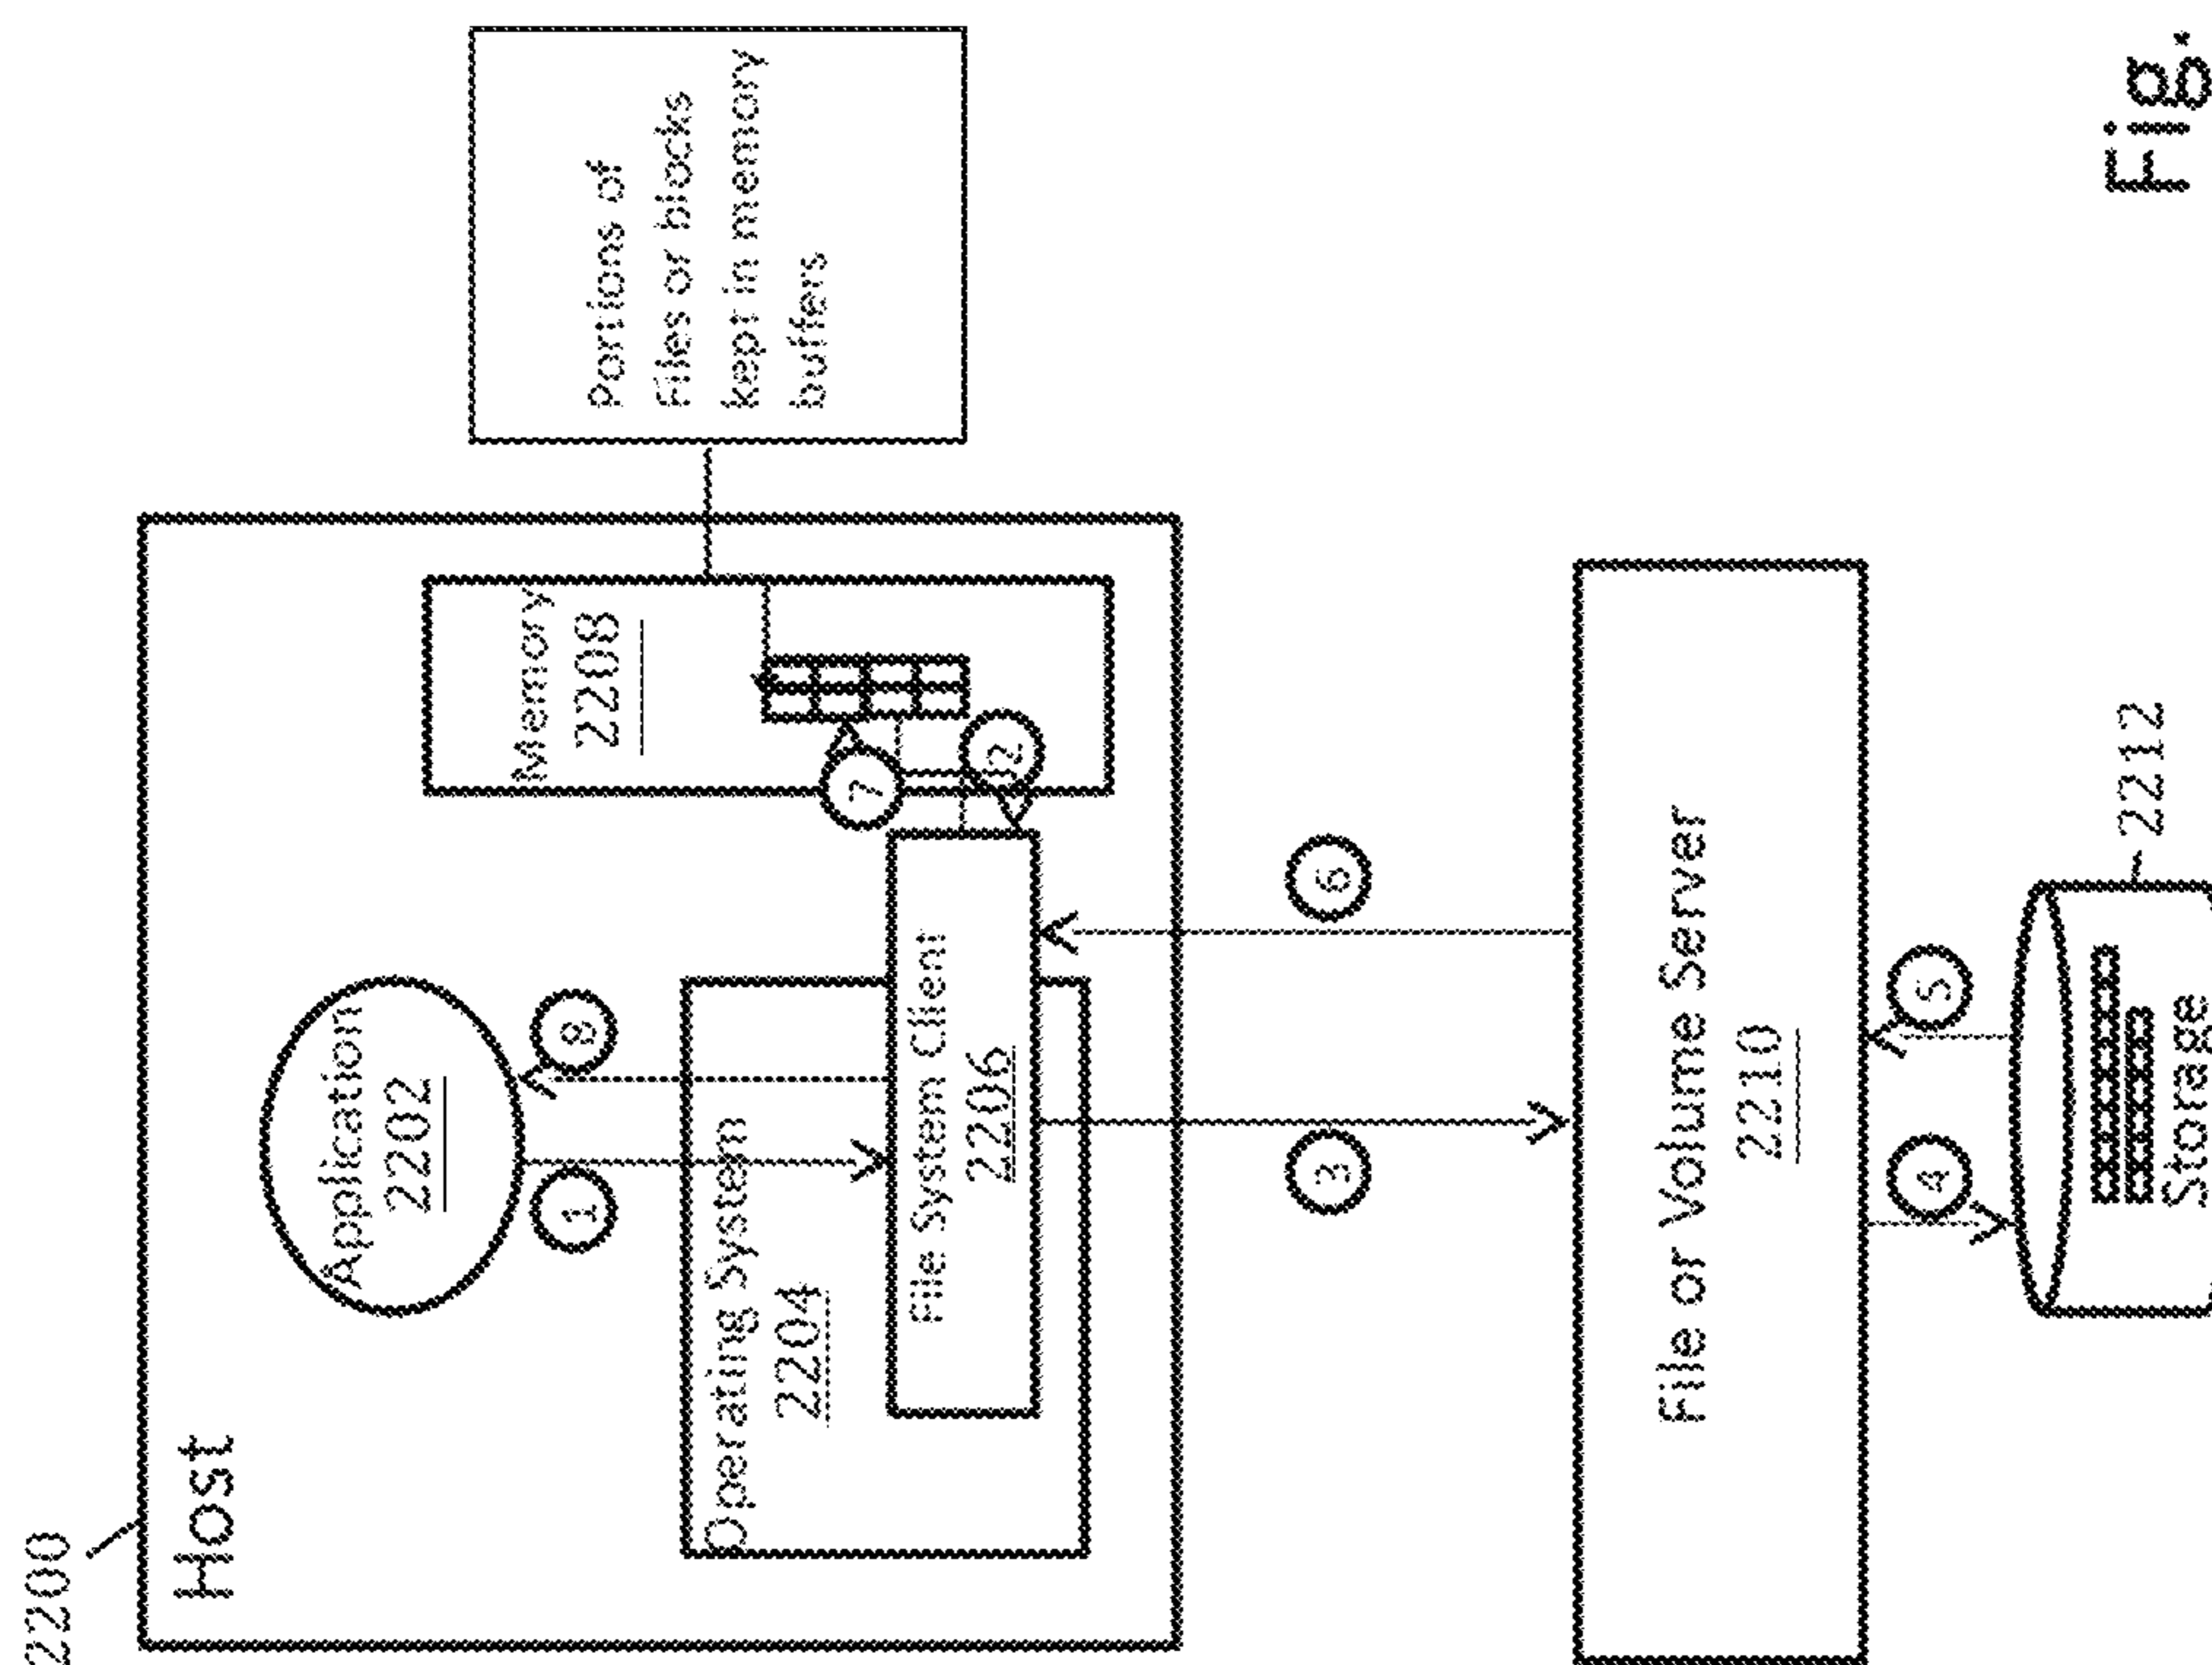 2200
Host
Application
2202
1
8
Operating System
2204
File System Client
2206
Memory
2208
7
2
Portions of
Files or blocks
kept in memory
buffers
3
6
File or Volume Server
2210
4
5
Storage
2212
Fig.